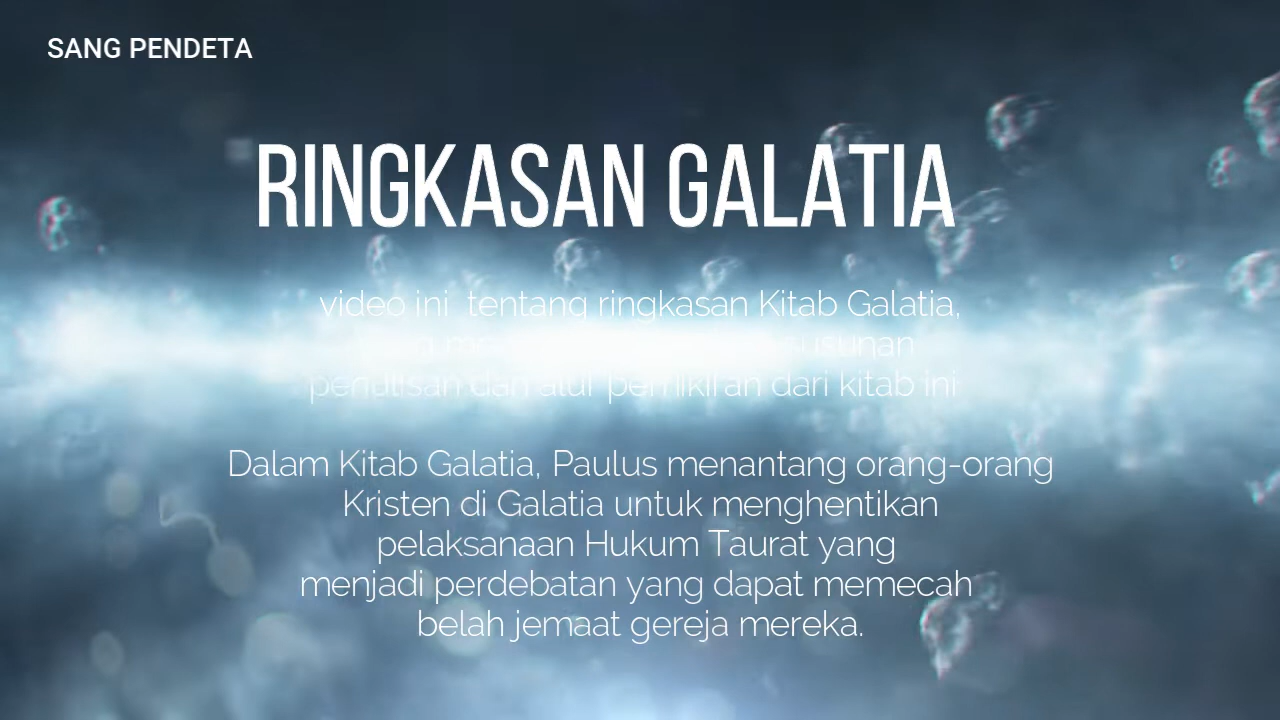 SANG PENDETA
RINGKASAN GALATIA
video ini tentang ringkasan Kitab Galatia,
susunan
penulisan dan alur pemikiran dari kitab ini
Dalam Kitab Galatia, Paulus menantang orang-orang
Kristen di Galatia untuk menghentikan
pelaksanaan Hukum Taurat yang
menjadi perdebatan yang dapat memecah
belah jemaat gereja mereka.